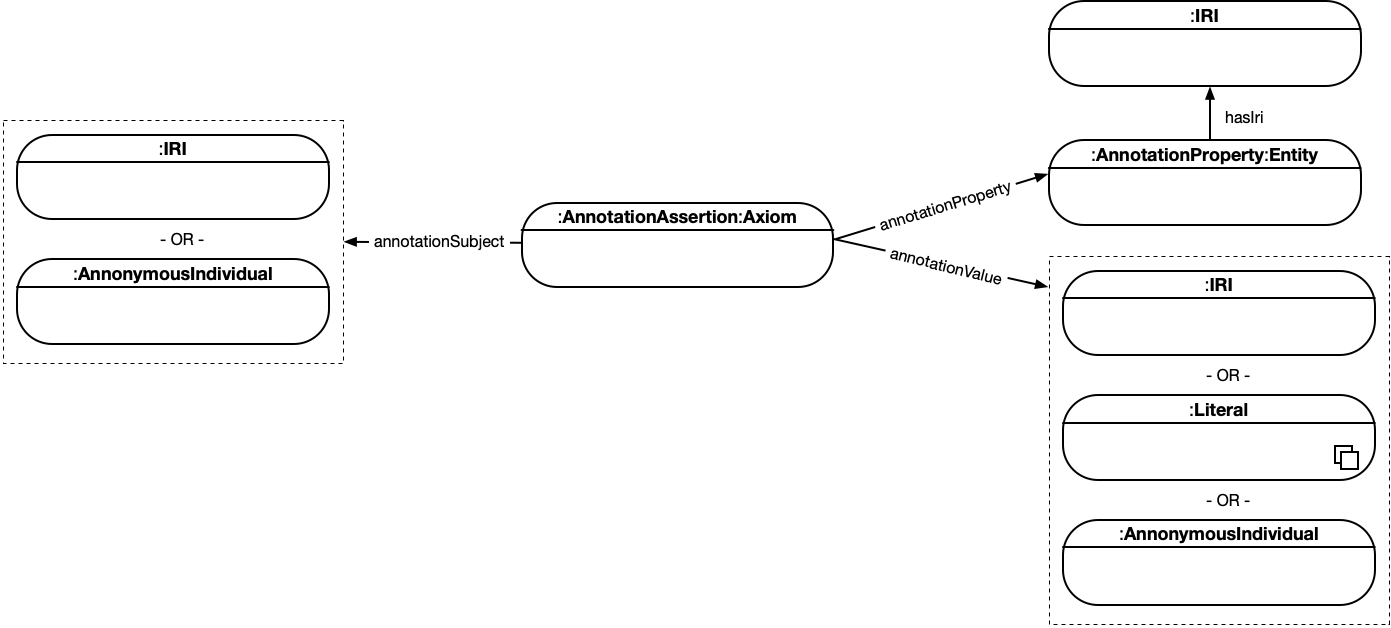 :IRI
- OR -
:AnnonymousIndividual
annotationSubject
:AnnotationAssertion:Axiom
annotationProperty
annotationValue
:IRI
hasIri
:AnnotationProperty:Entity
:IRI
- OR -
:Literal
- OR -
:AnnonymousIndividual